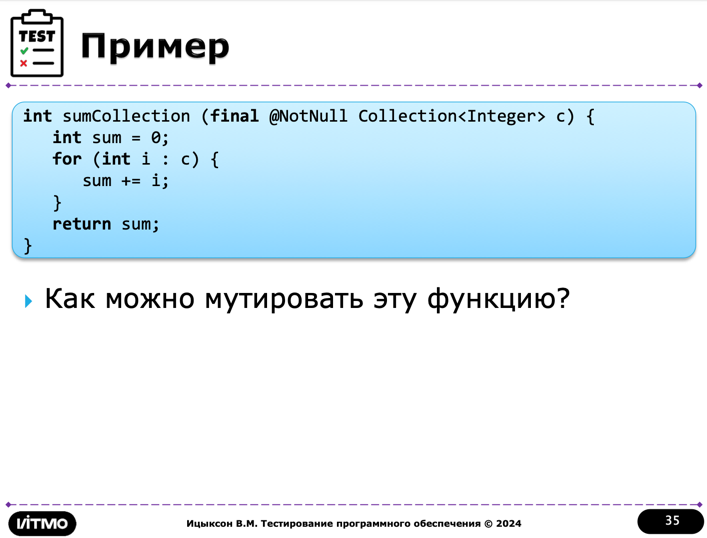 TEST
Пример
int sumCollection (final @NotNull Collection<Integer> c) {
int sum = 0;
for (int i : c) {
sum += i;
}
return sum;
}
Как можно мутировать эту функцию?
ИТМО
Ицыксон В.М. Тестирование программного обеспечения © 2024
35